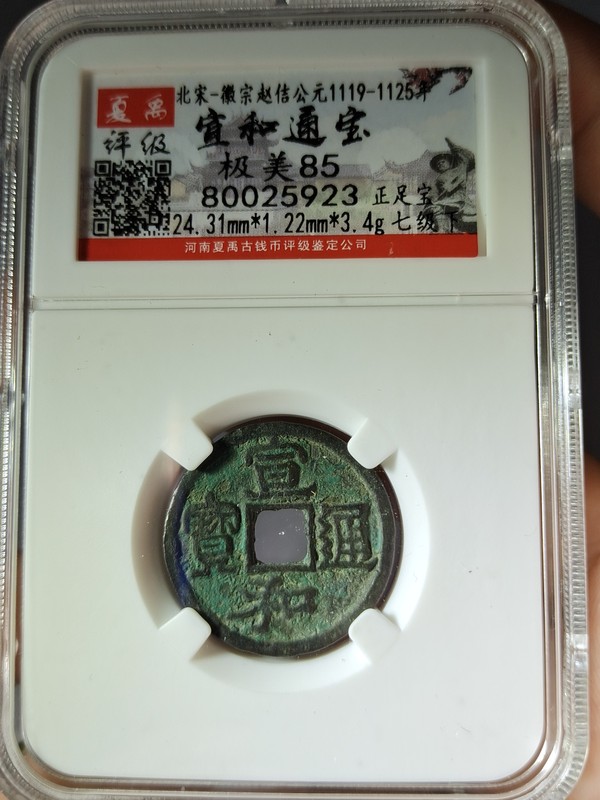 夏禹
评级
北宋-徽宗赵佶公元1119-1125年
宣和通宝
极美85
80025923 正足宝
24.31mm*1.22mm*3.4g 七级下
河南夏禹古钱币评级鉴定公司
宣
寶 通
和